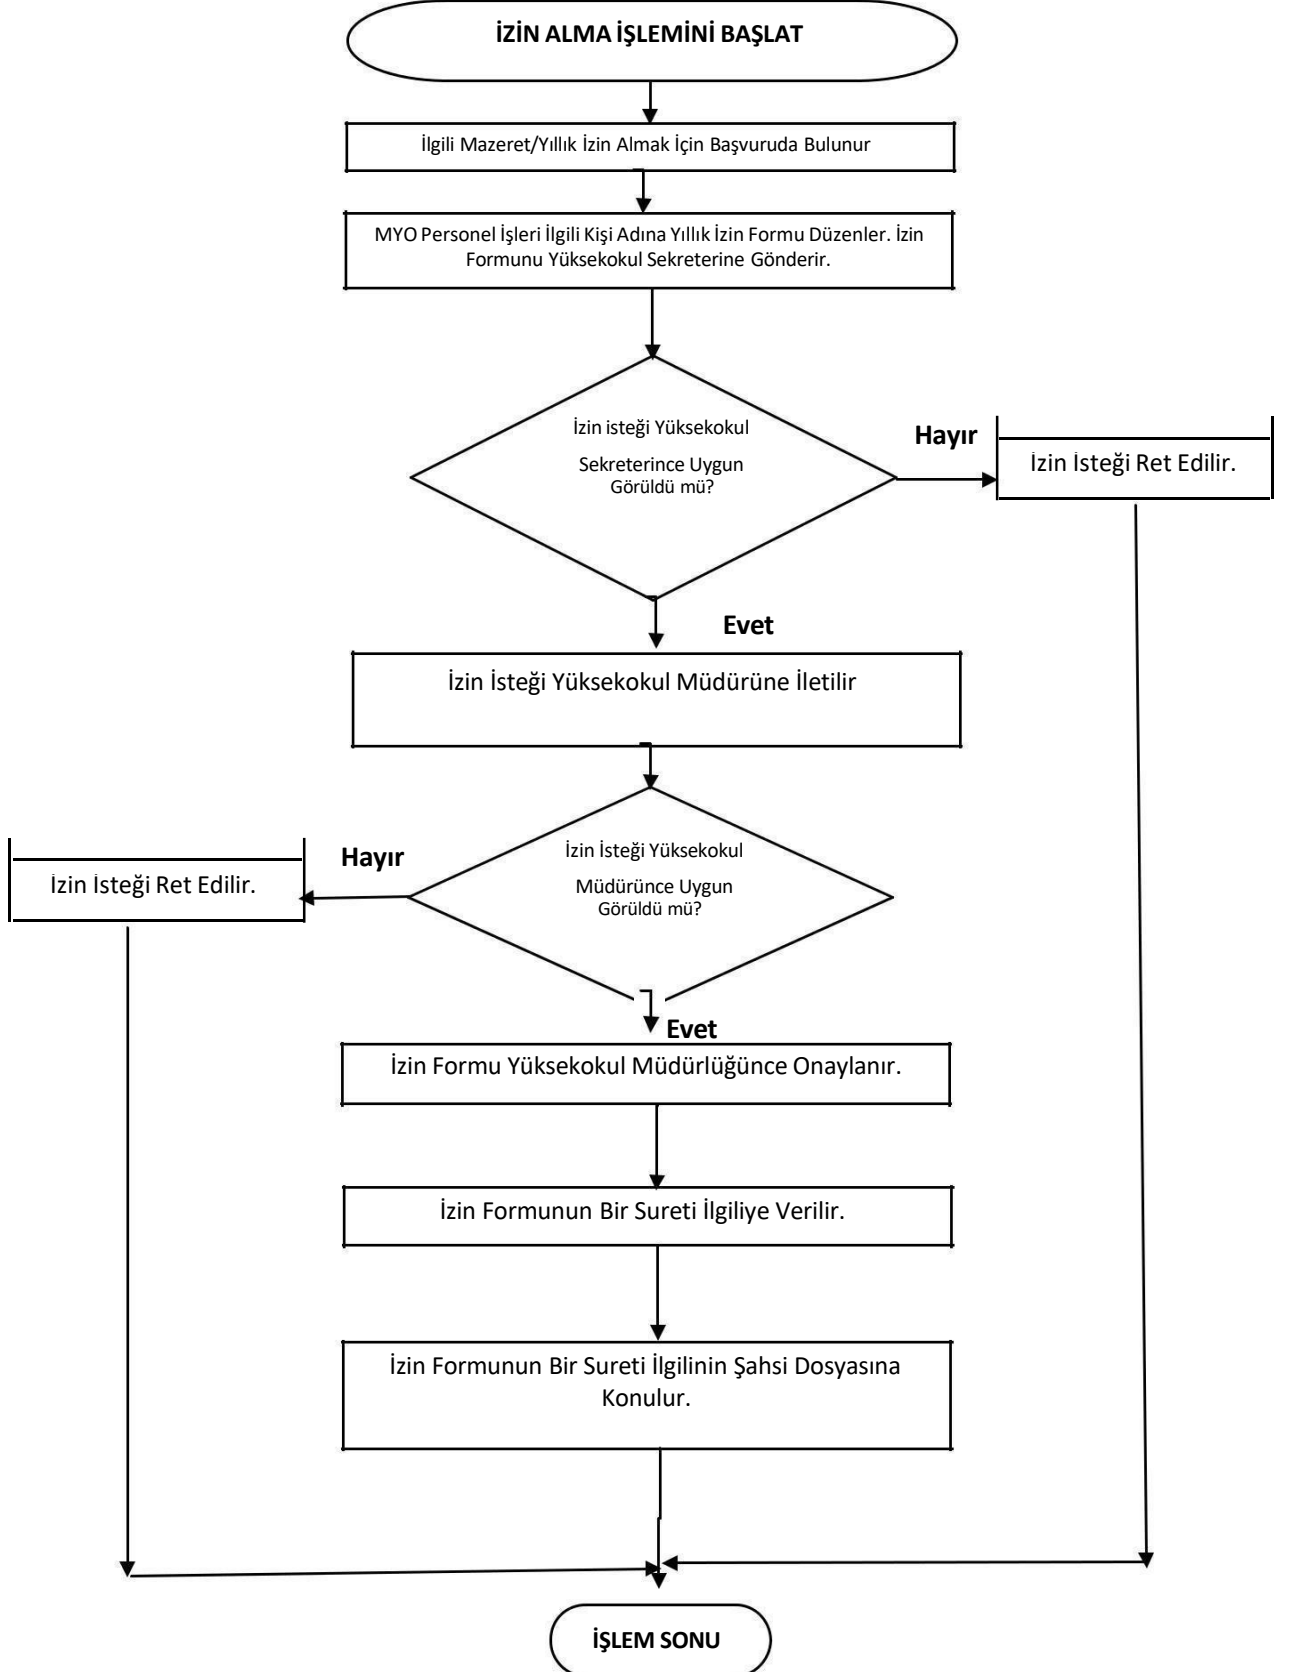 İZİN ALMA İŞLEMİNİ BAŞLAT
İlgili Mazeret/Yıllık İzin Almak İçin Başvuruda Bulunur
MYO Personel İşleri İlgili Kişi Adına Yıllık İzin Formu Düzenler. İzin
Formunu Yüksekokul Sekreterine Gönderir.
İzin isteği Yüksekokul
Sekreterince Uygun
Görüldü mü?
Hayır
İzin İsteği Ret Edilir.
Evet
İzin İsteği Yüksekokul Müdürüne İletilir
İzin İsteği Yüksekokul
Müdürünce Uygun
Görüldü mü?
Hayır
İzin İsteği Ret Edilir.
Evet
İzin Formu Yüksekokul Müdürlüğünce Onaylanır.
İzin Formunun Bir Sureti İlgiliye Verilir.
İzin Formunun Bir Sureti İlgilinin Şahsi Dosyasına
Konulur.
İŞLEM SONU